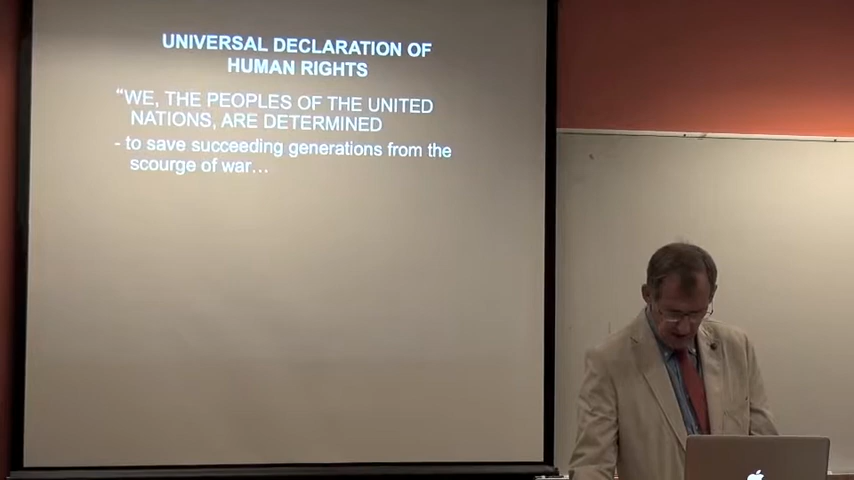 UNIVERSAL DECLARATION OF
HUMAN RIGHTS
“WE, THE PEOPLES OF THE UNITED
NATIONS, ARE DETERMINED
- to save succeeding generations from the
scourge of war…